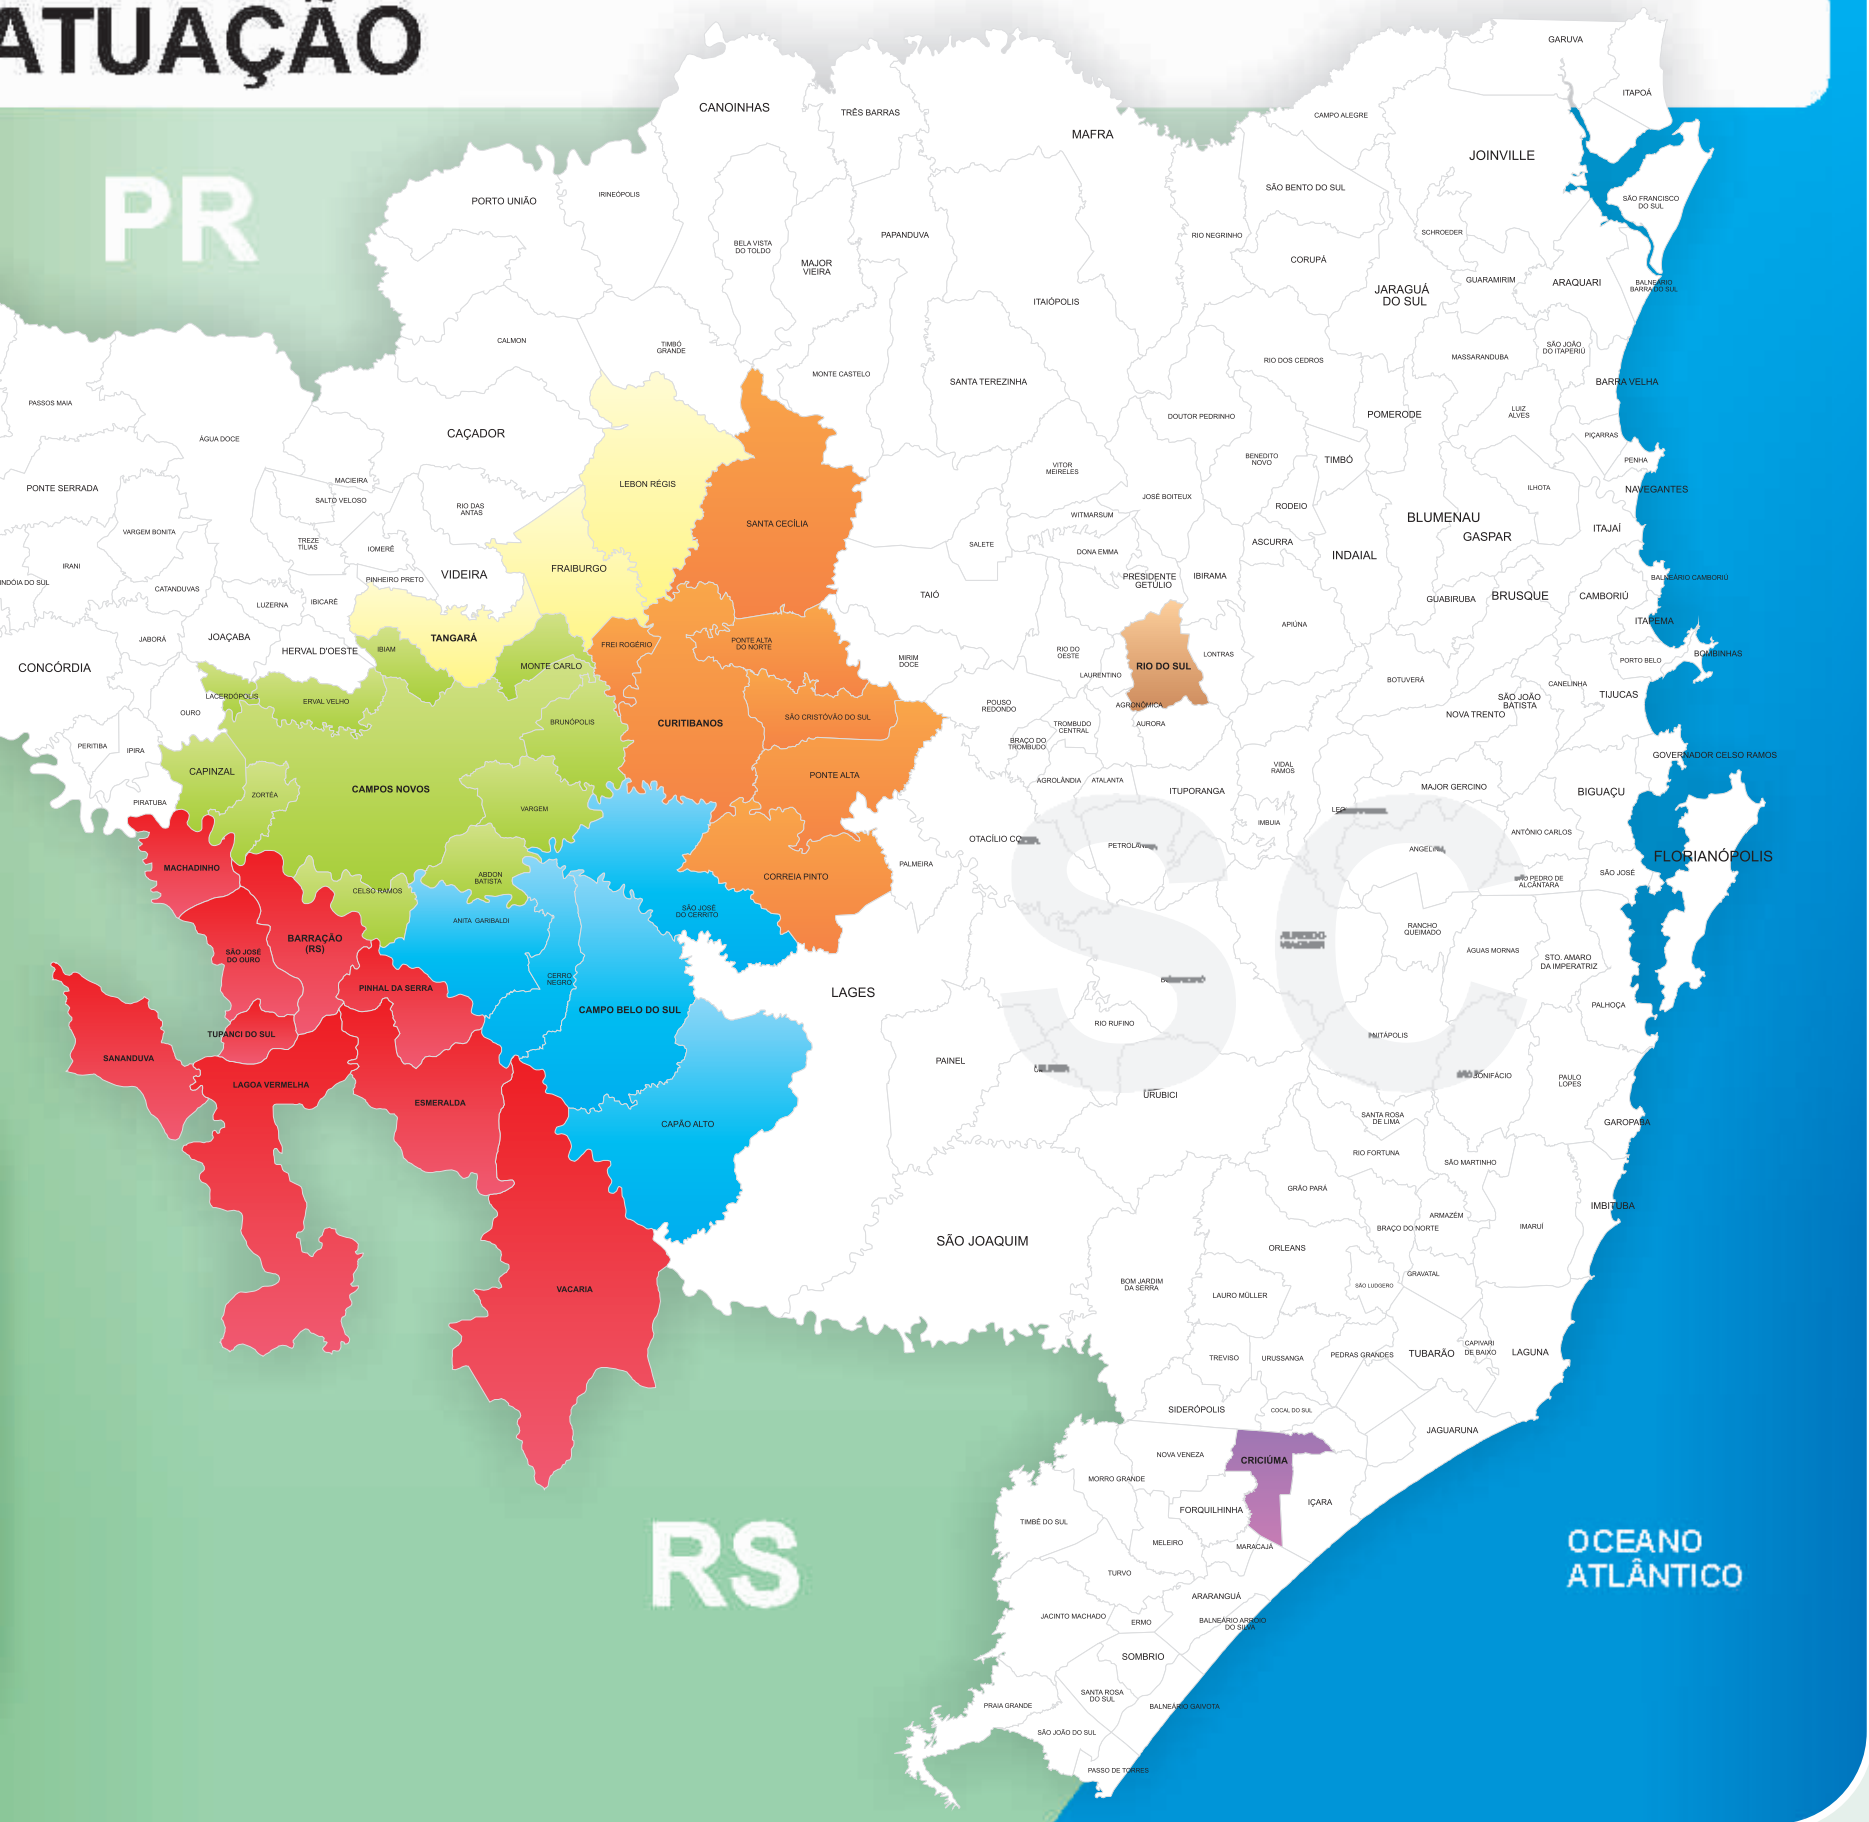 ATUAÇÃO
GARUVA
ITAPOÁ
CANOINHAS
TRÊS BARRAS
MAFRA
CAMPO ALEGRE
JOINVILLE
PR
PORTO UNIÃO
IRINEÓPOLIS
SÃO BENTO DO SUL
SÃO FRANCISCO
DO SUL
BELA VISTA
DO TOLDO
PAPANDUVA
RIO NEGRINHO
SCHROEDER
MAJOR
VIEIRA
CORUPÁ
GUARAMIRIM
ARAQUARI
BALNEÁRIO
BARRA DO SUL
JARAGUÁ
DO SUL
ITAIÓPOLIS
CALMON
TIMBÓ
GRANDE
SÃO JOÃO
DO ITAPERIÚ
MASSARANDUBA
RIO DOS CEDROS
MONTE CASTELO
SANTA TEREZINHA
BARRA VELHA
PASSOS MAIA
ÁGUA DOCE
CAÇADOR
DOUTOR PEDRINHO
POMERODE
LUIZ
ALVES
PIÇARRAS
PENHA
BENEDITO
NOVO
TIMBÓ
VITOR
MEIRELES
PONTE SERRADA
MACIEIRA
SALTO VELOSO
LEBON RÉGIS
JOSÉ BOITEUX
ILHOTA
NAVEGANTES
RIO DAS
ANTAS
RODEIO
WITMARSUM
BLUMENAU
GASPAR
ITAJAÍ
SANTA CECÍLIA
VARGEM BONITA
TREZE
TÍLIAS
IOMERÊ
SALETE
DONA EMMA
ASCURRA
INDAIAL
IRANI
INDÓIA DO SUL
CATANDUVAS
PINHEIRO PRETO
VIDEIRA
FRAIBURGO
PRESIDENTE
GETÚLIO
IBIRAMA
BALNEÁRIO CAMBORIÚ
TAIÓ
LUZERNA
IBICARÉ
GUABIRUBA
BRUSQUE
CAMBORIÚ
ITAPEMA
APIÚNA
JABORÁ
JOAÇABA
HERVAL D'OESTE
IBIAM
TANGARÁ
FREI ROGÉRIO
PONTE ALTA
DO NORTE
MIRIM
DOCE
RIO DO
OESTE
LAURENTINO
RIO DO SUL
LONTRAS
PORTO BELO
BOMBINHAS
CONCÓRDIA
MONTE CARLO
BOTUVERÁ
CANELINHA
TIJUCAS
LACERDÓPOLIS
ERVAL VELHO
OURO
BRUNÓPOLIS
CURITIBANOS
SÃO CRISTÓVÃO DO SUL
POUSO
REDONDO
AGRONÔMICA
AURORA
TROMBUDO
CENTRAL
SÃO JOÃO
BATISTA
NOVA TRENTO
BRAÇO DO
TROMBUDO
PERITIBA
IPIRA
GOVERNADOR CELSO RAMOS
CAPINZAL
ZORTÉA
CAMPOS NOVOS
PONTE ALTA
AGROLÂNDIA
ATALANTA
VIDAL
RAMOS
ITUPORANGA
MAJOR GERCINO
BIGUAÇU
PIRATUBA
VARGEM
IMBUIA
ANTÔNIO CARLOS
OTACÍLIO
SC
FLORIANÓPOLIS
MACHADINHO
PALMEIRA
CELSO RAMOS
ABDON
BATISTA
CORREIA PINTO
SÃO JOSÉ
SÃO PEDRO DE
ALCÂNTARA
ANITA GARIBALDI
SÃO JOSÉ
DO CERRITO
BARRAÇÃO
(RS)
SÃO JOSÉ
DO OURO
RANCHO
QUEIMADO
ÁGUAS MORNAS
STO. AMARO
DA IMPERATRIZ
PINHAL DA SERRA
CERRO
NEGRO
LAGES
CAMPO BELO DO SUL
PALHOÇA
RIO RUFINO
TUPANCI DO SUL
ANITÁPOLIS
SANANDUVA
PAINEL
LAGOA VERMELHA
ESMERALDA
URUBICI
BONIFÁCIO
PAULO
LOPES
CAPÃO ALTO
SANTA ROSA
DE LIMA
GAROPABA
RIO FORTUNA
SÃO MARTINHO
GRÃO PARÁ
IMBITUBA
ARMAZÉM
BRAÇO DO NORTE
IMARUÍ
SÃO JOAQUIM
ORLEANS
VACARIA
BOM JARDIM
DA SERRA
GRAVATAL
SÃO LUDGERO
LAURO MÜLLER
TREVISO
URUSSANGA
PEDRAS GRANDES
TUBARÃO
CAPIVARI
DE BAIXO
LAGUNA
SIDERÓPOLIS
COCAL DO SUL
JAGUARUNA
NOVA VENEZA
CRICIÚMA
MORRO GRANDE
FORQUILHINHA
IÇARA
TIMBÉ DO SUL
MELEIRO
MARACAJÁ
RS
OCEANO
ATLÂNTICO
TURVO
ARARANGUÁ
JACINTO MACHADO
ERMO
BALNEÁRIO ARROIO
DO SILVA
SOMBRIO
SANTA ROSA
DO SUL
PRAIA GRANDE
BALNEÁRIO GAIVOTA
SÃO JOÃO DO SUL
PASSO DE TORRES